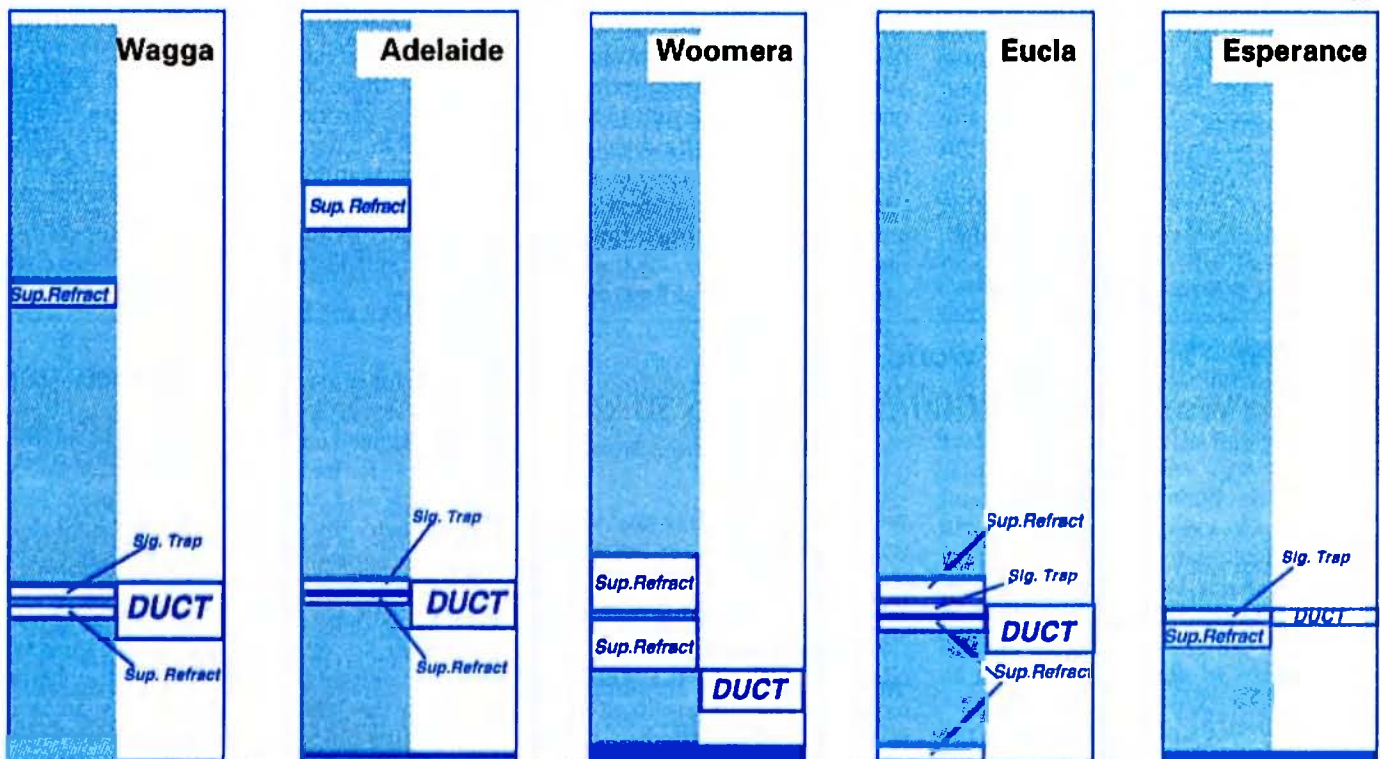 Wagga
Sup.Refract
Sig. Trap
DUCT
Sup. Refract
Adelaide
Sup. Refract
Sig. Trap
DUCT
Sup.Refract
Woomera
Sup.Refract
Sup.Refract
DUCT
Eucla
Sup.Refract
Sig. Trap
DUCT
Sup.Refract
Esperance
Sig. Trap
DUCT
Sup.Refract